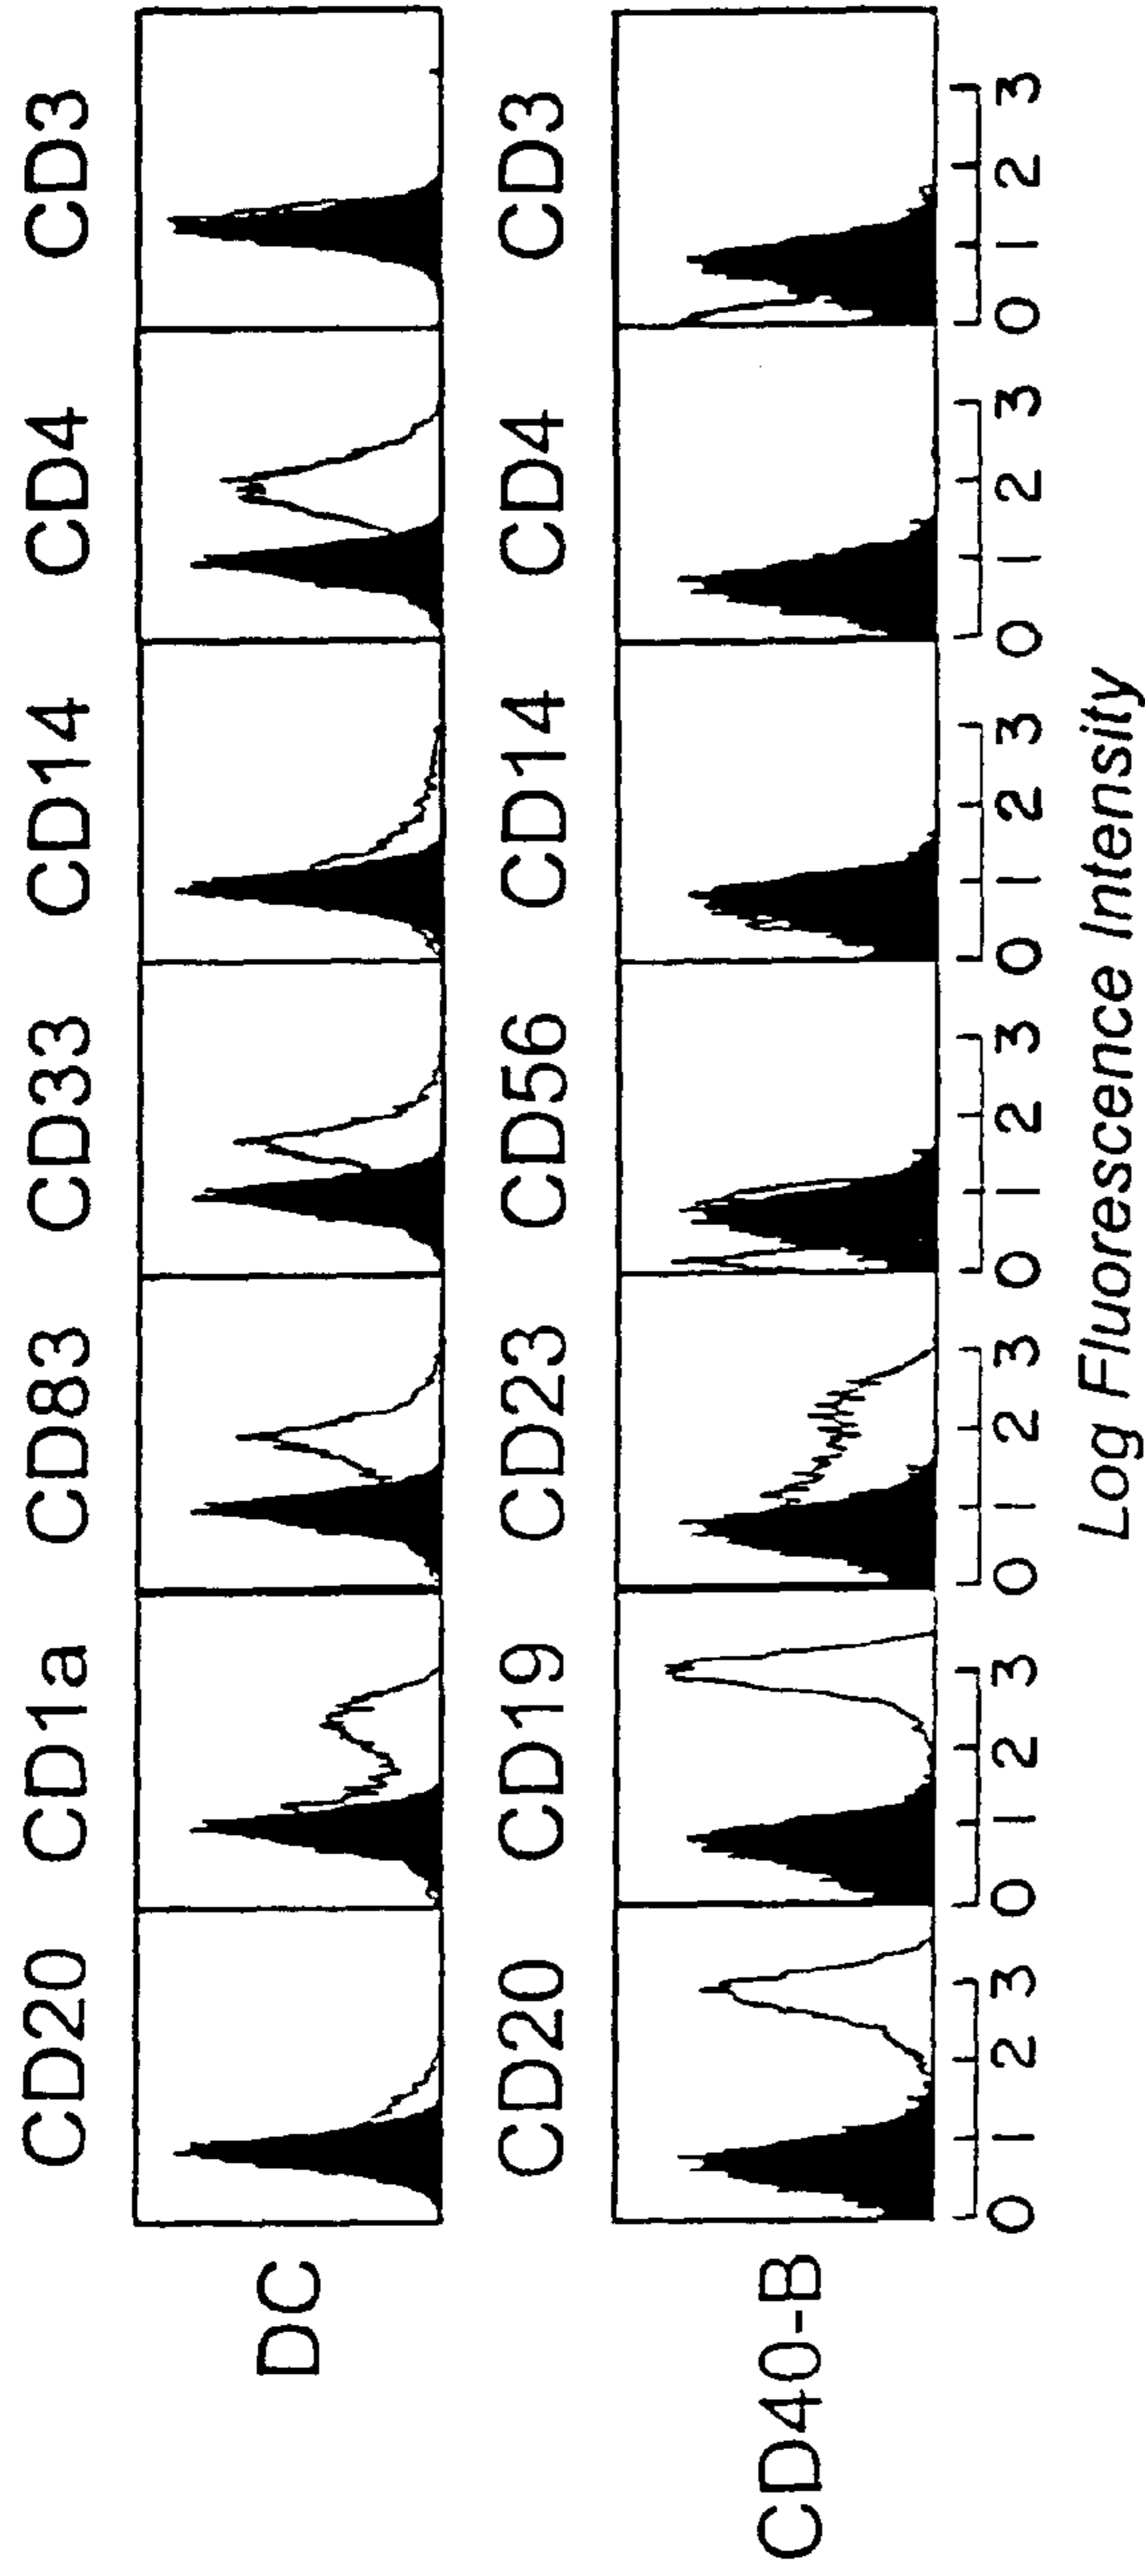 CD20 CD1a CD83 CD33 CD14 CD4 CD3
DC
CD20 CD19 CD23 CD56 CD14 CD4 CD3
CD40-B
0 1 2 3 0 1 2 3 0 1 2 3 0 1 2 3 0 1 2 3 0 1 2 3 0 1 2 3
Log Fluorescence Intensity